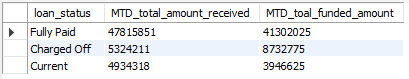 loan_status MTD_total_amount_received MTD_toal_funded_amount
Fully Paid 47815851 41302025
Charged Off 5324211 8732775
Current 4934318 3946625